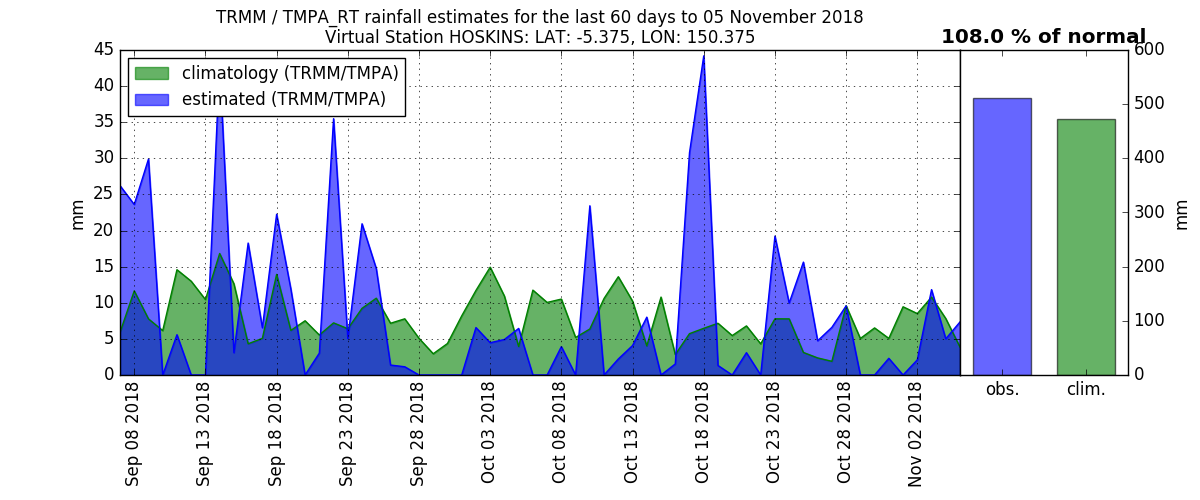 TRMM / TMPA_RT rainfall estimates for the last 60 days to 05 November 2018
Virtual Station HOSKINS: LAT: -5.375, LON: 150.375
108.0 % of normal
climatology (TRMM/TMPA)
estimated (TRMM/TMPA)
mm
45
40
35
30
25
20
15
10
5
0
Sep 08 2018
Sep 13 2018
Sep 18 2018
Sep 23 2018
Sep 28 2018
Oct 03 2018
Oct 08 2018
Oct 13 2018
Oct 18 2018
Oct 23 2018
Oct 28 2018
Nov 02 2018
obs.
clim.
600
500
400
300
200
100
0
mm